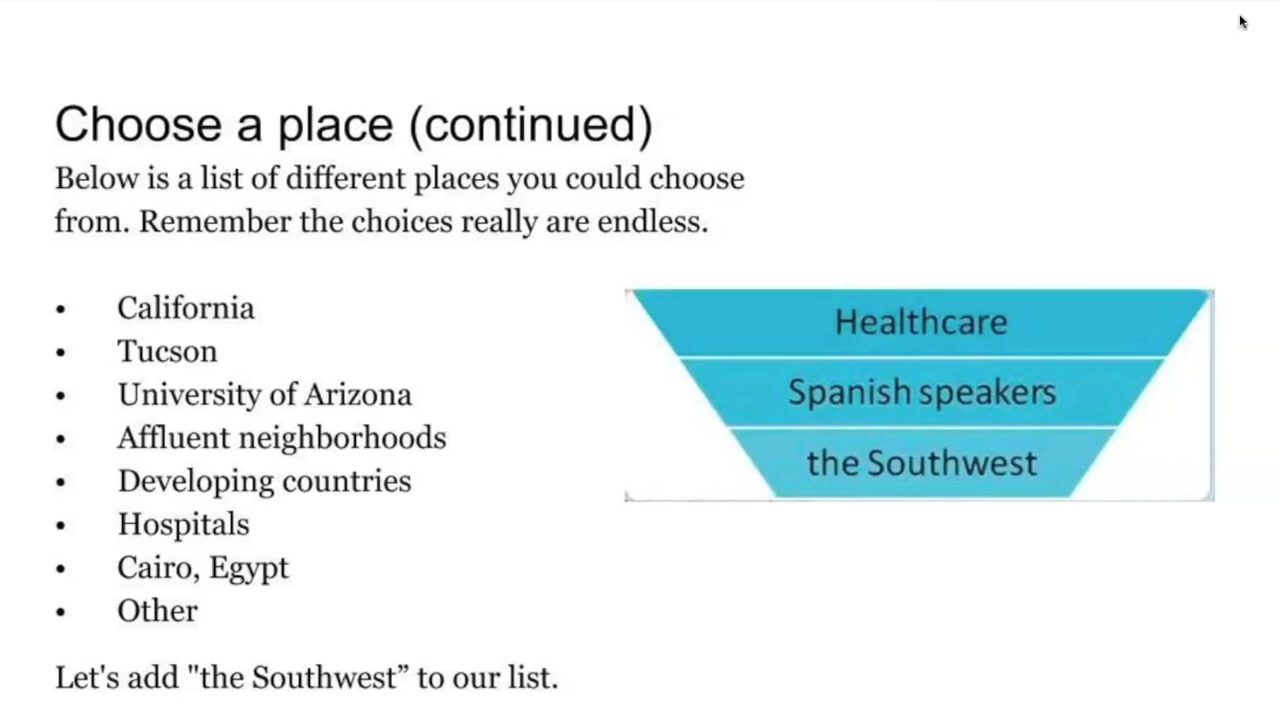 Choose a place (continued)
Below is a list of different places you could choose
from. Remember the choices really are endless.
• California
• Tucson
• University of Arizona
• Affluent neighborhoods
• Developing countries
• Hospitals
• Cairo, Egypt
• Other
Let's add "the Southwest” to our list.
Healthcare
Spanish speakers
the Southwest